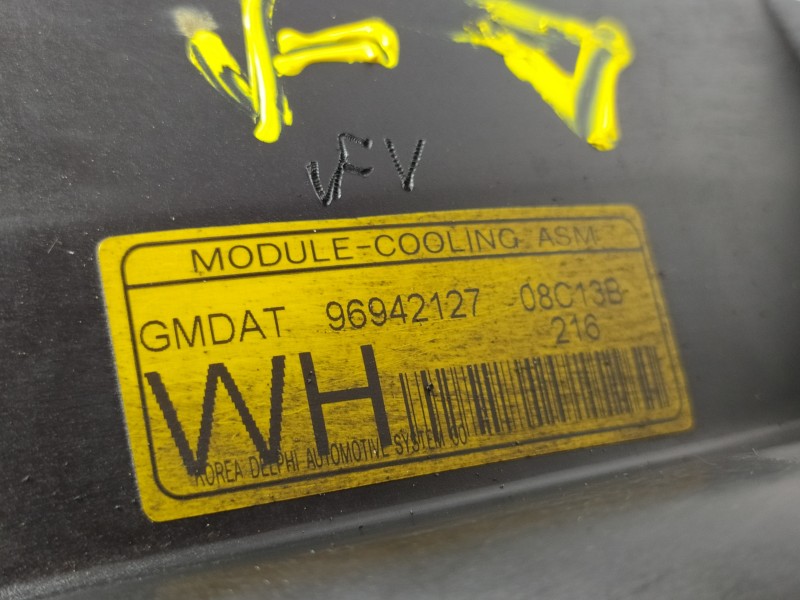 VFV
MODULE-COOLING ASM
GMDAT 96942127 08C13B-
216
WH
KOREA DELPHI AUTOMOTIVE SYSTEM CO